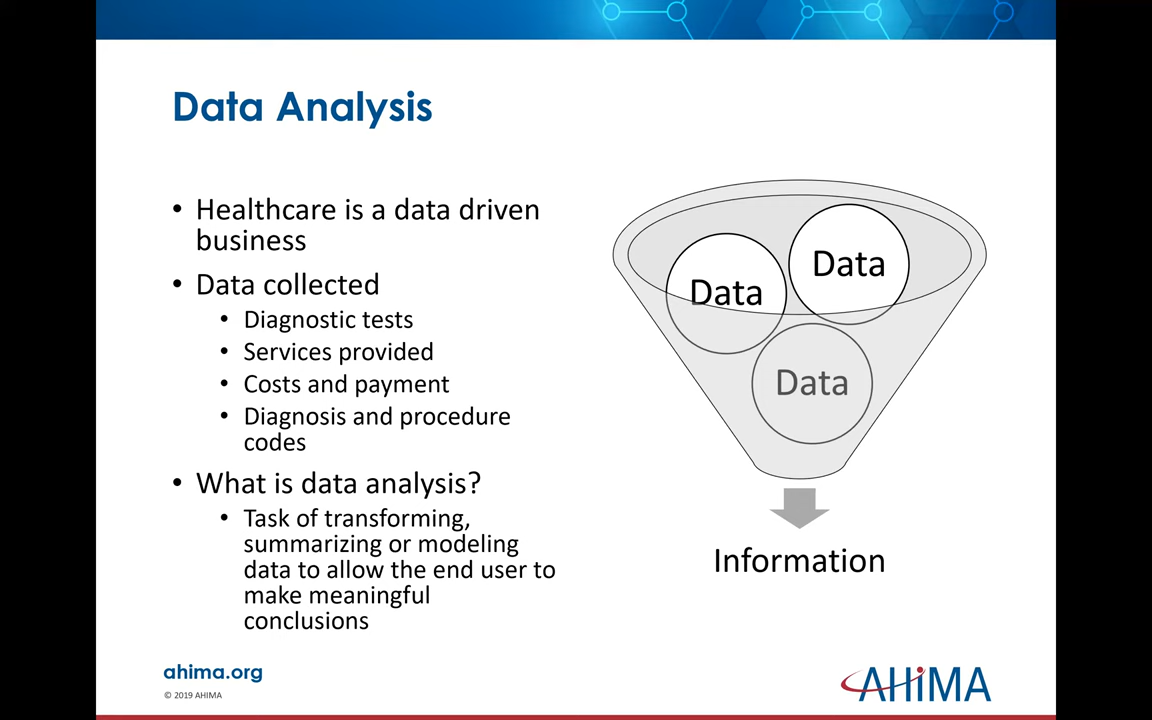 Data Analysis
• Healthcare is a data driven
business
• Data collected
• Diagnostic tests
• Services provided
• Costs and payment
• Diagnosis and procedure
codes
• What is data analysis?
• Task of transforming,
summarizing or modeling
data to allow the end user to
make meaningful
conclusions
Data
Data
Data
Information
ahima.org
© 2019 AHIMA
AHiMA